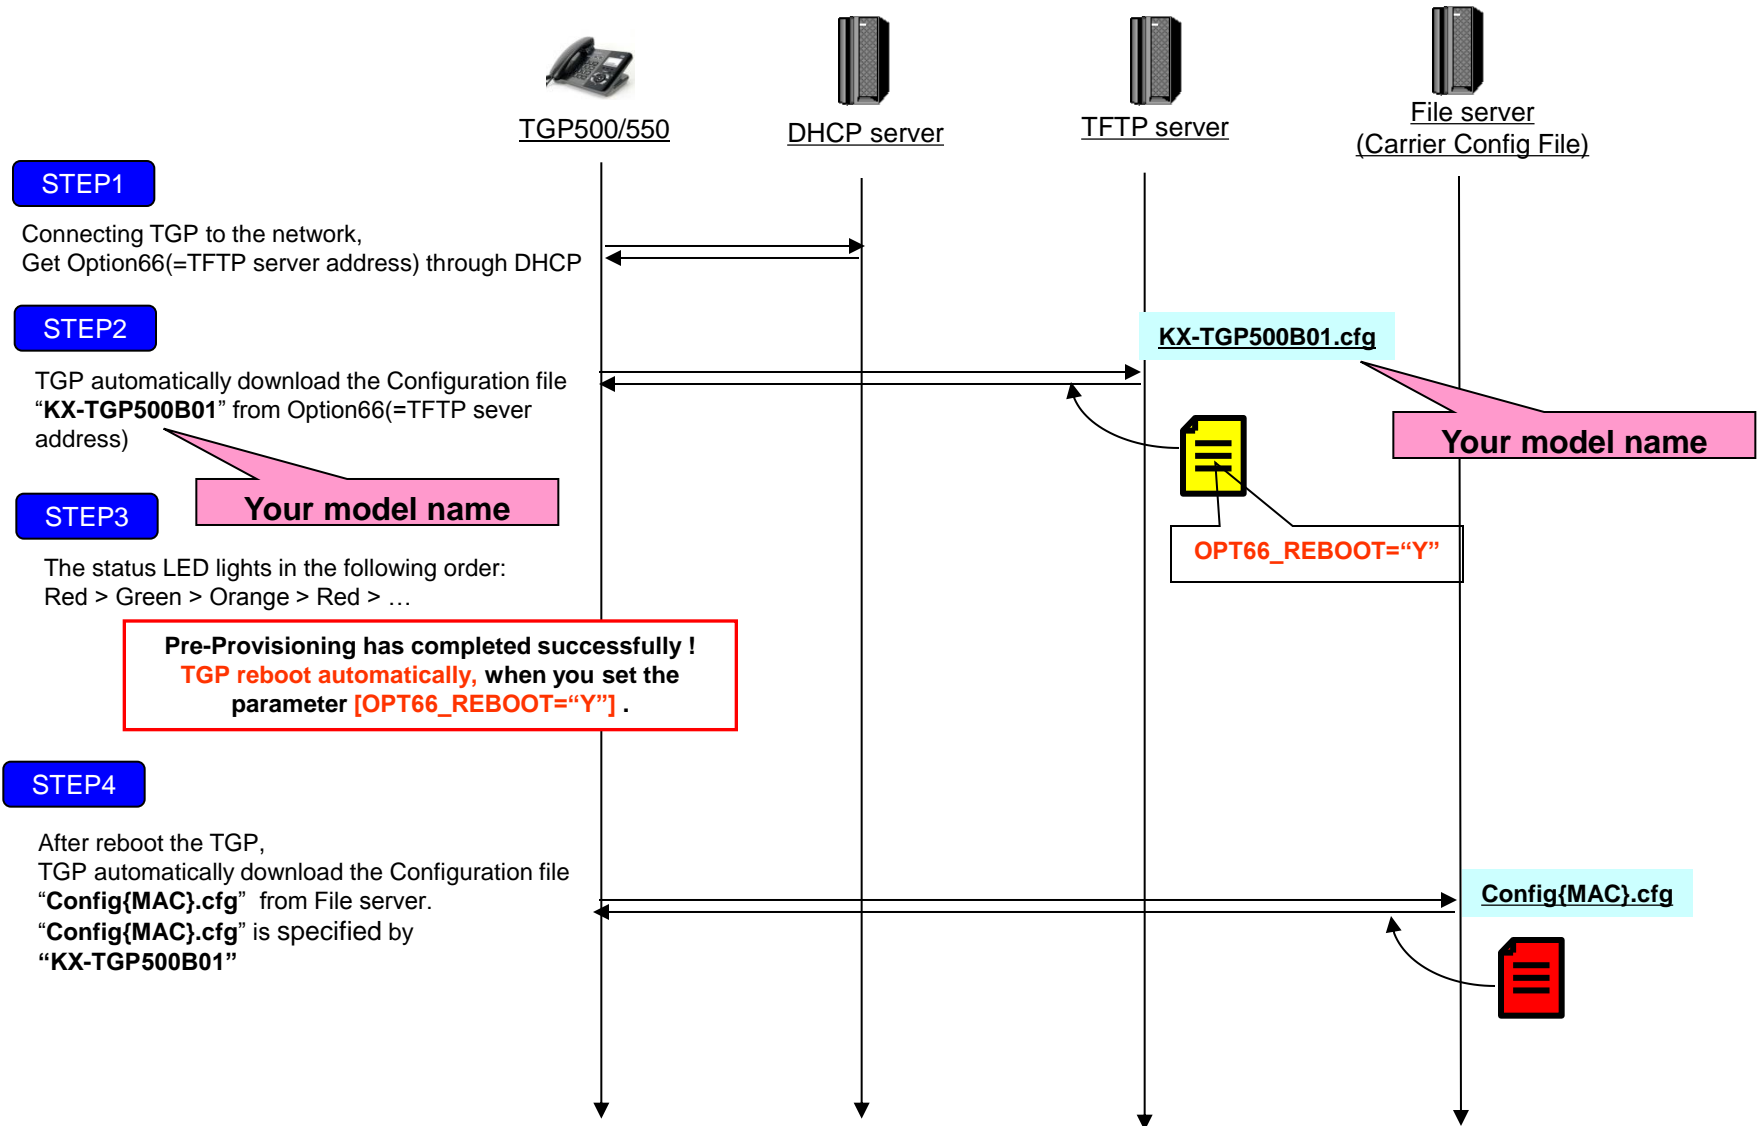 TGP500/550
DHCP server
TFTP server
File server
(Carrier Config File)
STEP1
Connecting TGP to the network,
Get Option66(=TFTP server address) through DHCP
STEP2
KX-TGP500B01.cfg
TGP automatically download the Configuration file
“KX-TGP500B01” from Option66(=TFTP sever
address)
Your model name
Your model name
STEP3
OPT66_REBOOT=“Y”
The status LED lights in the following order:
Red > Green > Orange > Red > …
Pre-Provisioning has completed successfully !
TGP reboot automatically, when you set the
parameter [OPT66_REBOOT=“Y”] .
STEP4
After reboot the TGP,
TGP automatically download the Configuration file
“Config{MAC}.cfg” from File server.
“Config{MAC}.cfg” is specified by
“KX-TGP500B01”
Config{MAC}.cfg